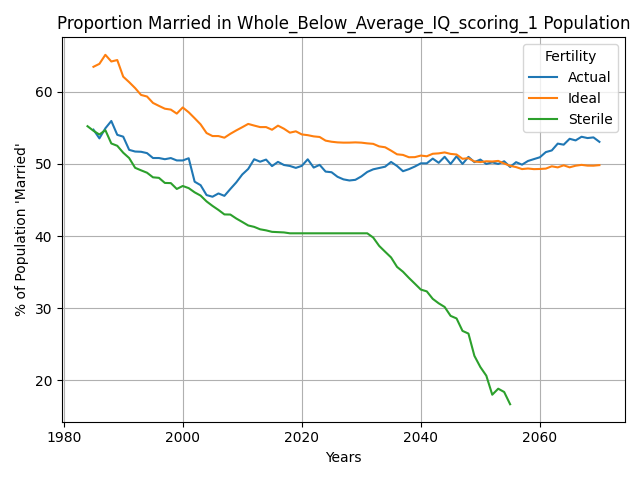 Proportion Married in Whole_Below_Average_IQ_scoring_1 Population
% of Population 'Married'
60
50
40
30
20
Fertility
Actual
Ideal
Sterile
1980 2000 2020 2040 2060
Years